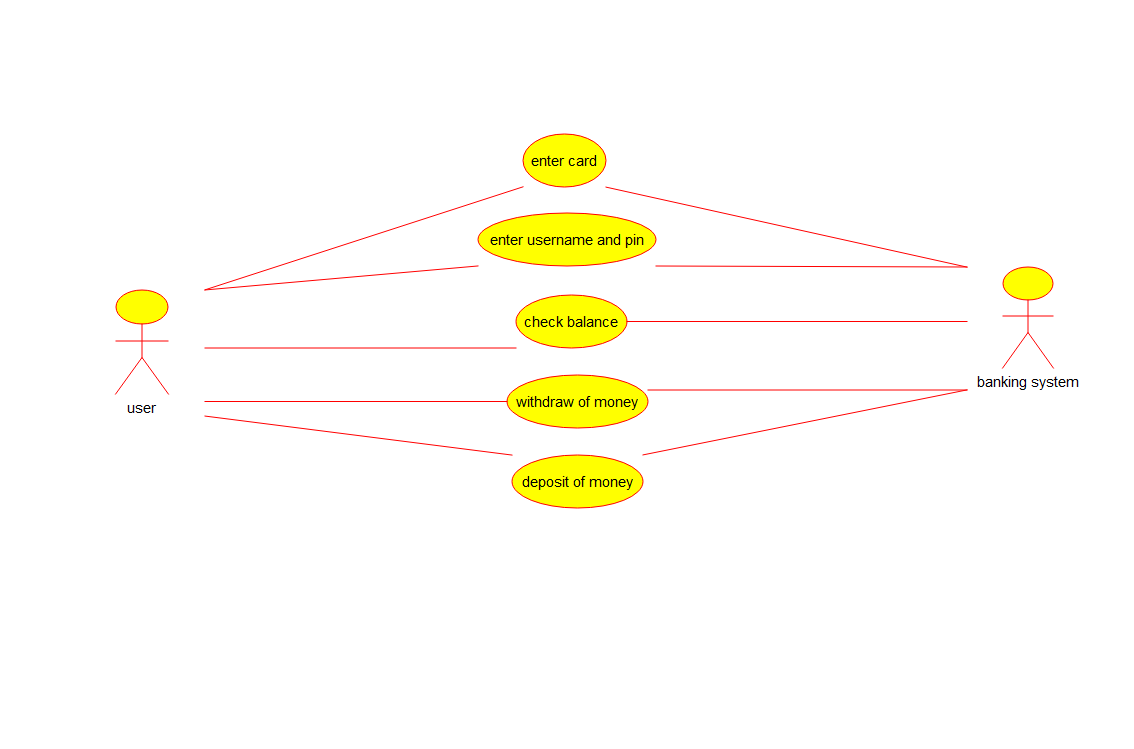 enter card
enter username and pin
check balance
banking system
withdraw of money
user
deposit of money